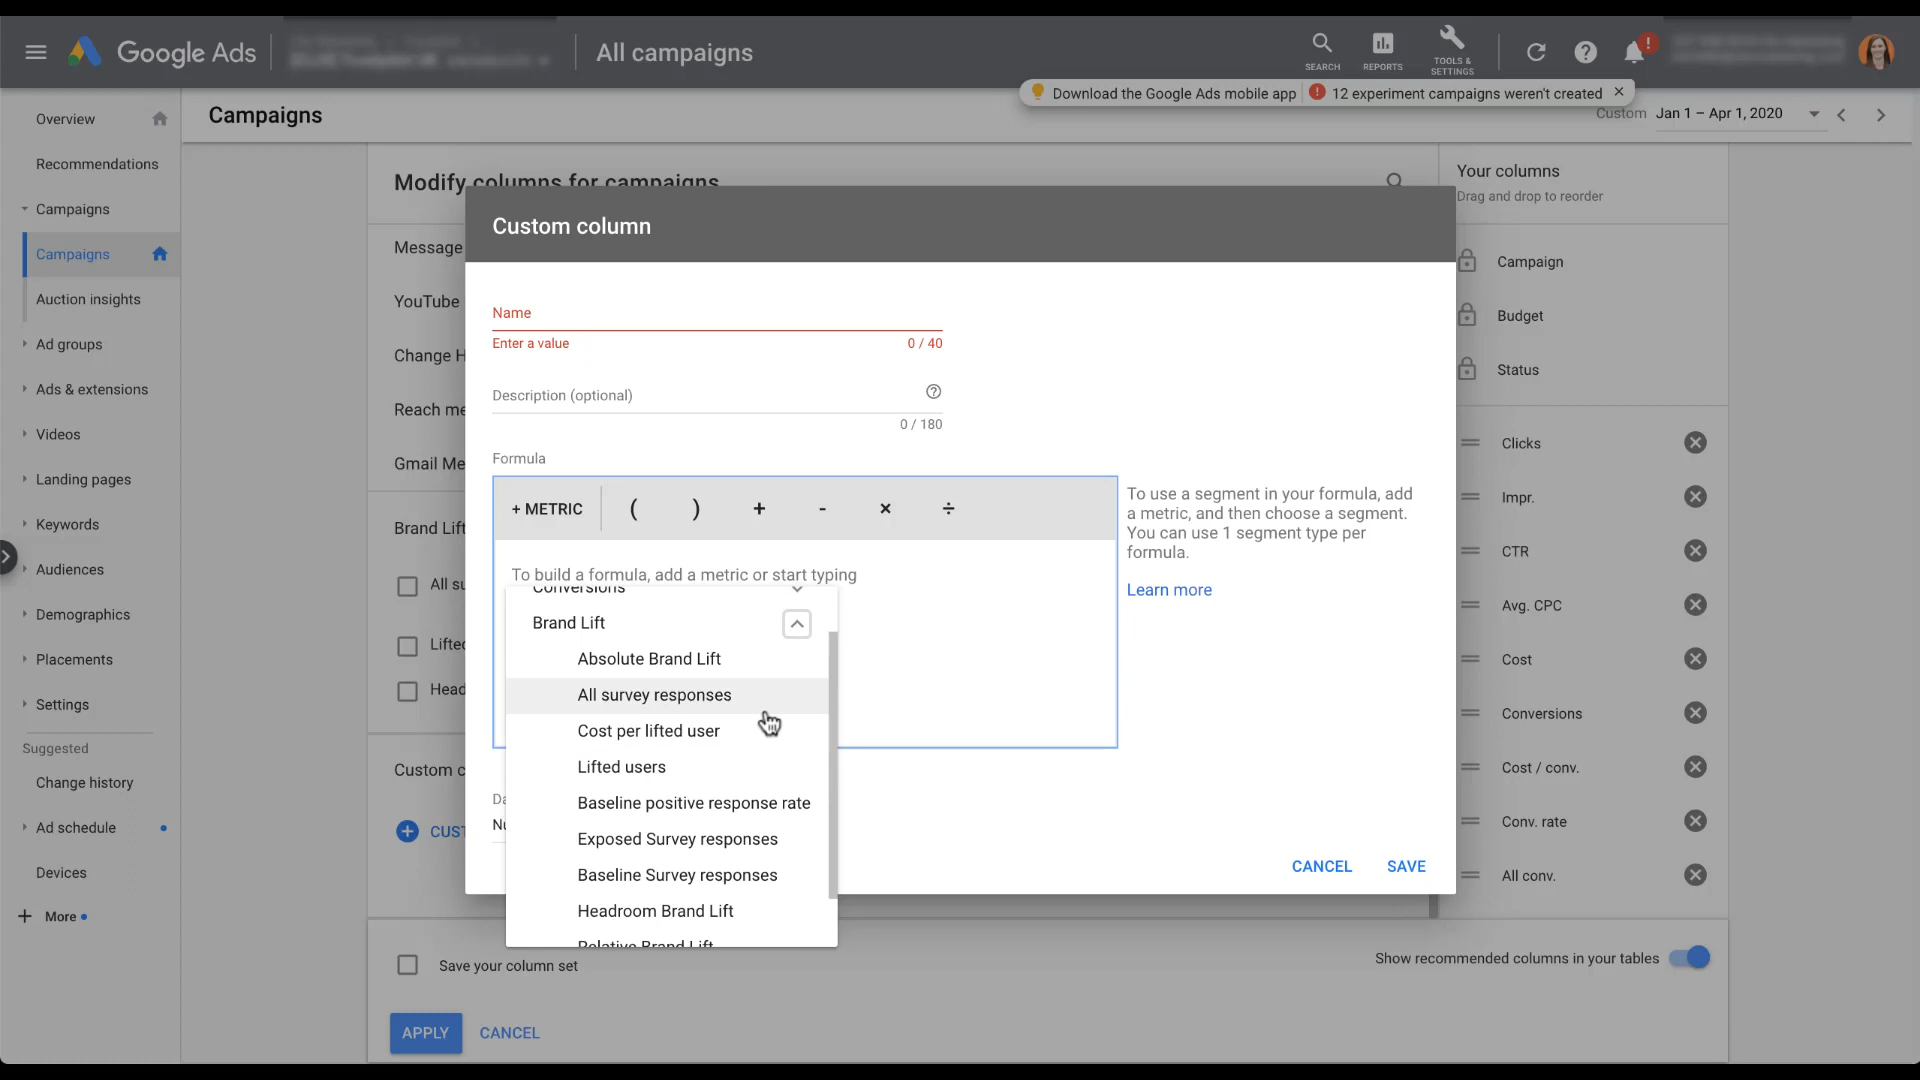 Google Ads
All campaigns
SEARCH
REPORTS
TOOLS &
SETTINGS
!
Download the Google Ads mobile app
! 12 experiment campaigns weren't created
Overview
Recommendations
Campaigns
Campaigns
Auction insights
Ad groups
Ads & extensions
Videos
Landing pages
Keywords
Audiences
Demographics
Placements
Settings
Suggested
Change history
Ad schedule
Devices
+ More
Campaigns
Custom Jan 1 – Apr 1, 2020
Modify columns for campaigns
Message
YouTube
Change H
Reach me
Gmail Me
Brand Lift
All su
Lifted
Head
Custom c
CUST
Custom column
Name
Enter a value
0 / 40
Description (optional)
0 / 180
Formula
+ METRIC ( ) + - × ÷
To build a formula, add a metric or start typing
Conversions
Brand Lift
Absolute Brand Lift
All survey responses
Cost per lifted user
Lifted users
Baseline positive response rate
Exposed Survey responses
Baseline Survey responses
Headroom Brand Lift
Relative Brand Lift
Da
Nu
To use a segment in your formula, add
a metric, and then choose a segment.
You can use 1 segment type per
formula.
Learn more
CANCEL
SAVE
Your columns
Drag and drop to reorder
Campaign
Budget
Status
Clicks
Impr.
CTR
Avg. CPC
Cost
Conversions
Cost / conv.
Conv. rate
All conv.
Save your column set
Show recommended columns in your tables
APPLY
CANCEL